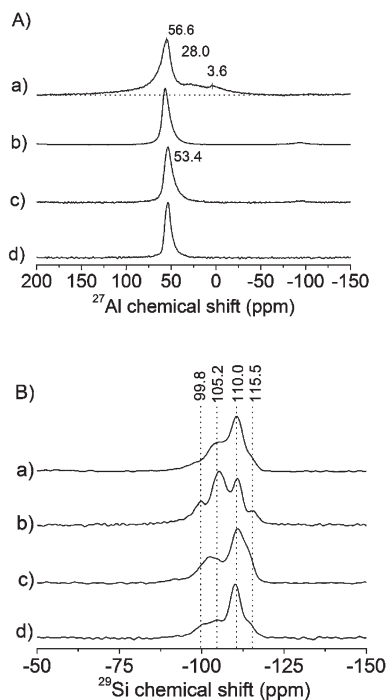 A)
56.6
28.0
3.6
a)
b)
53.4
c)
d)
200 150 100 50 0 -50 -100 -150
²⁷Al chemical shift (ppm)
B)
99.8 105.2 110.0 115.5
a)
b)
c)
d)
-50 -75 -100 -125 -150
²⁹Si chemical shift (ppm)